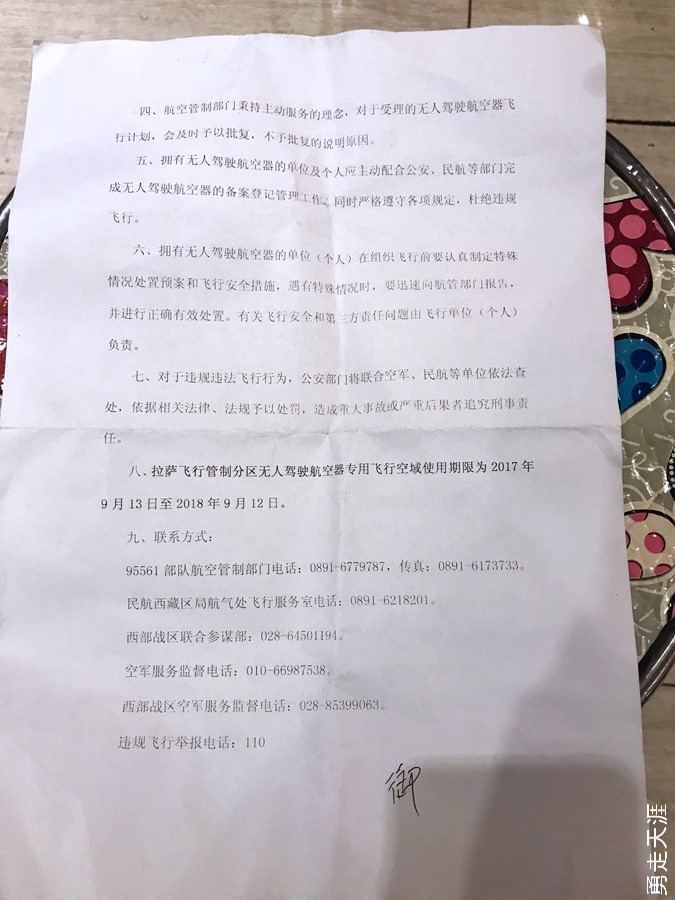 四、航空管制部门秉持主动服务的理念，对于受理的无人驾驶航空器飞
行计划，会及时予以批复，不予批复的说明原因。
五、拥有无人驾驶航空器的单位及个人应主动配合公安、民航等部门完
成无人驾驶航空器的备案登记管理工作，同时严格遵守各项规定，杜绝违规
飞行。
六、拥有无人驾驶航空器的单位（个人）在组织飞行前要认真制定特殊
情况处置预案和飞行安全措施，遇有特殊情况时，要迅速向航管部门报告，
并进行正确有效处置。有关飞行安全和第三方责任问题由飞行单位（个人）
负责。
七、对于违规违法飞行行为，公安部门将联合空军、民航等单位依法查
处，依据相关法律、法规予以处罚，造成重大事故或严重后果者追究刑事责
任。
八、拉萨飞行管制分区无人驾驶航空器专用飞行空域使用期限为 2017 年
9 月 13 日至 2018 年 9 月 12 日。
九、联系方式：
95561 部队航空管制部门电话：0891-6779787，传真：0891-6173733。
民航西藏区局航气处飞行服务室电话：0891-6218201。
西部战区联合参谋部：028-64501194。
空军服务监督电话：010-66987538。
西部战区空军服务监督电话：028-85399063。
违规飞行举报电话：110
御
勇走天涯